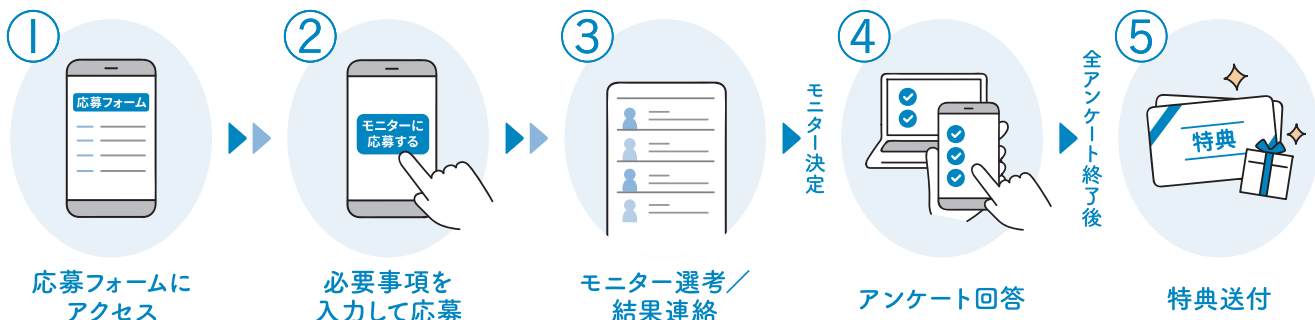 ①
応募フォーム
応募フォームに
アクセス
②
モニターに
応募する
必要事項を
入力して応募
③
モニター選考／
結果連絡
モニター決定
④
アンケート回答
全アンケート終了後
⑤
特典
特典送付